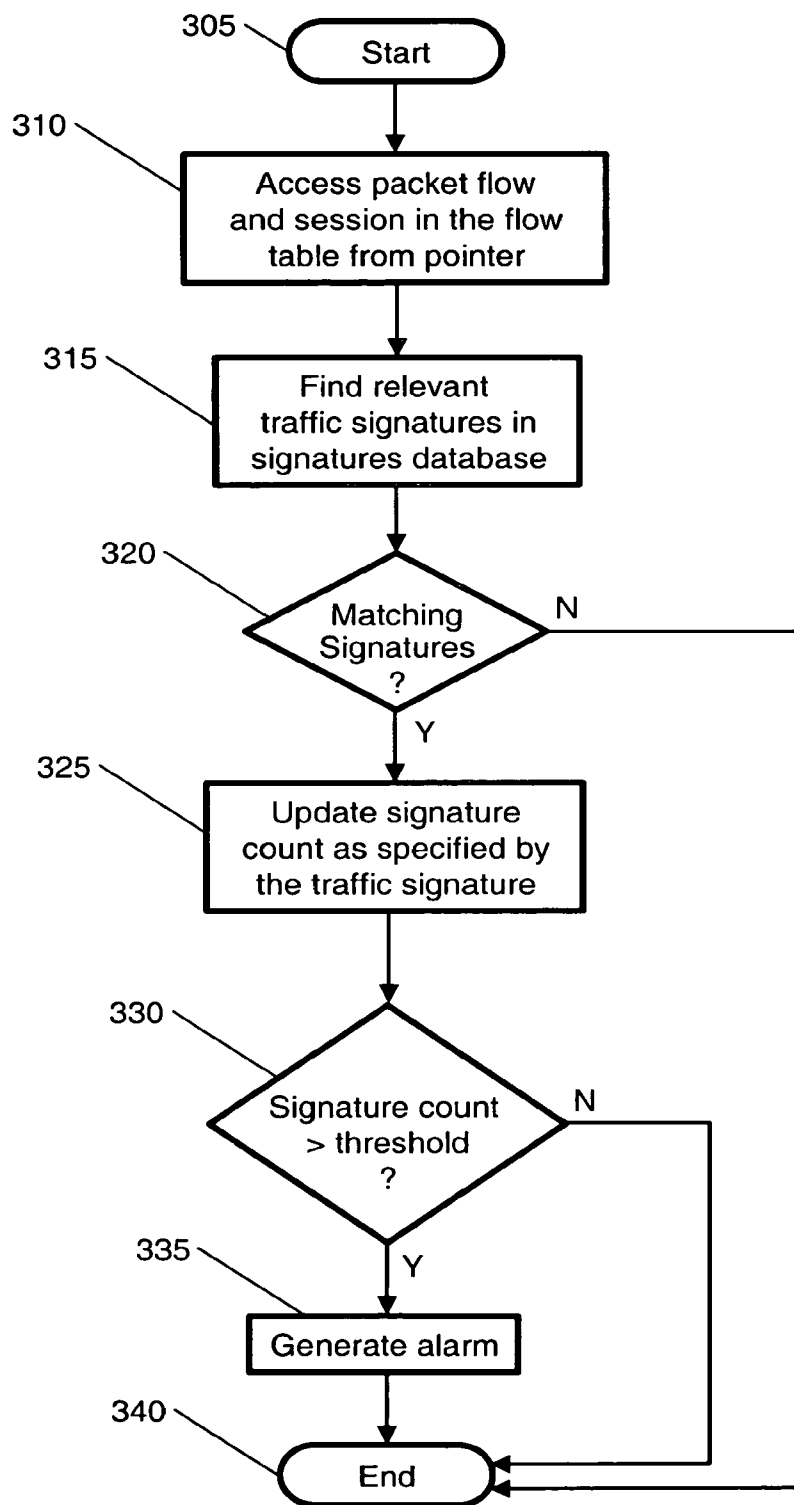 305
Start
310
Access packet flow
and session in the flow
table from pointer
315
Find relevant
traffic signatures in
signatures database
320
Matching
Signatures
?
N
Y
325
Update signature
count as specified by
the traffic signature
330
Signature count
> threshold
?
N
335
Y
Generate alarm
340
End